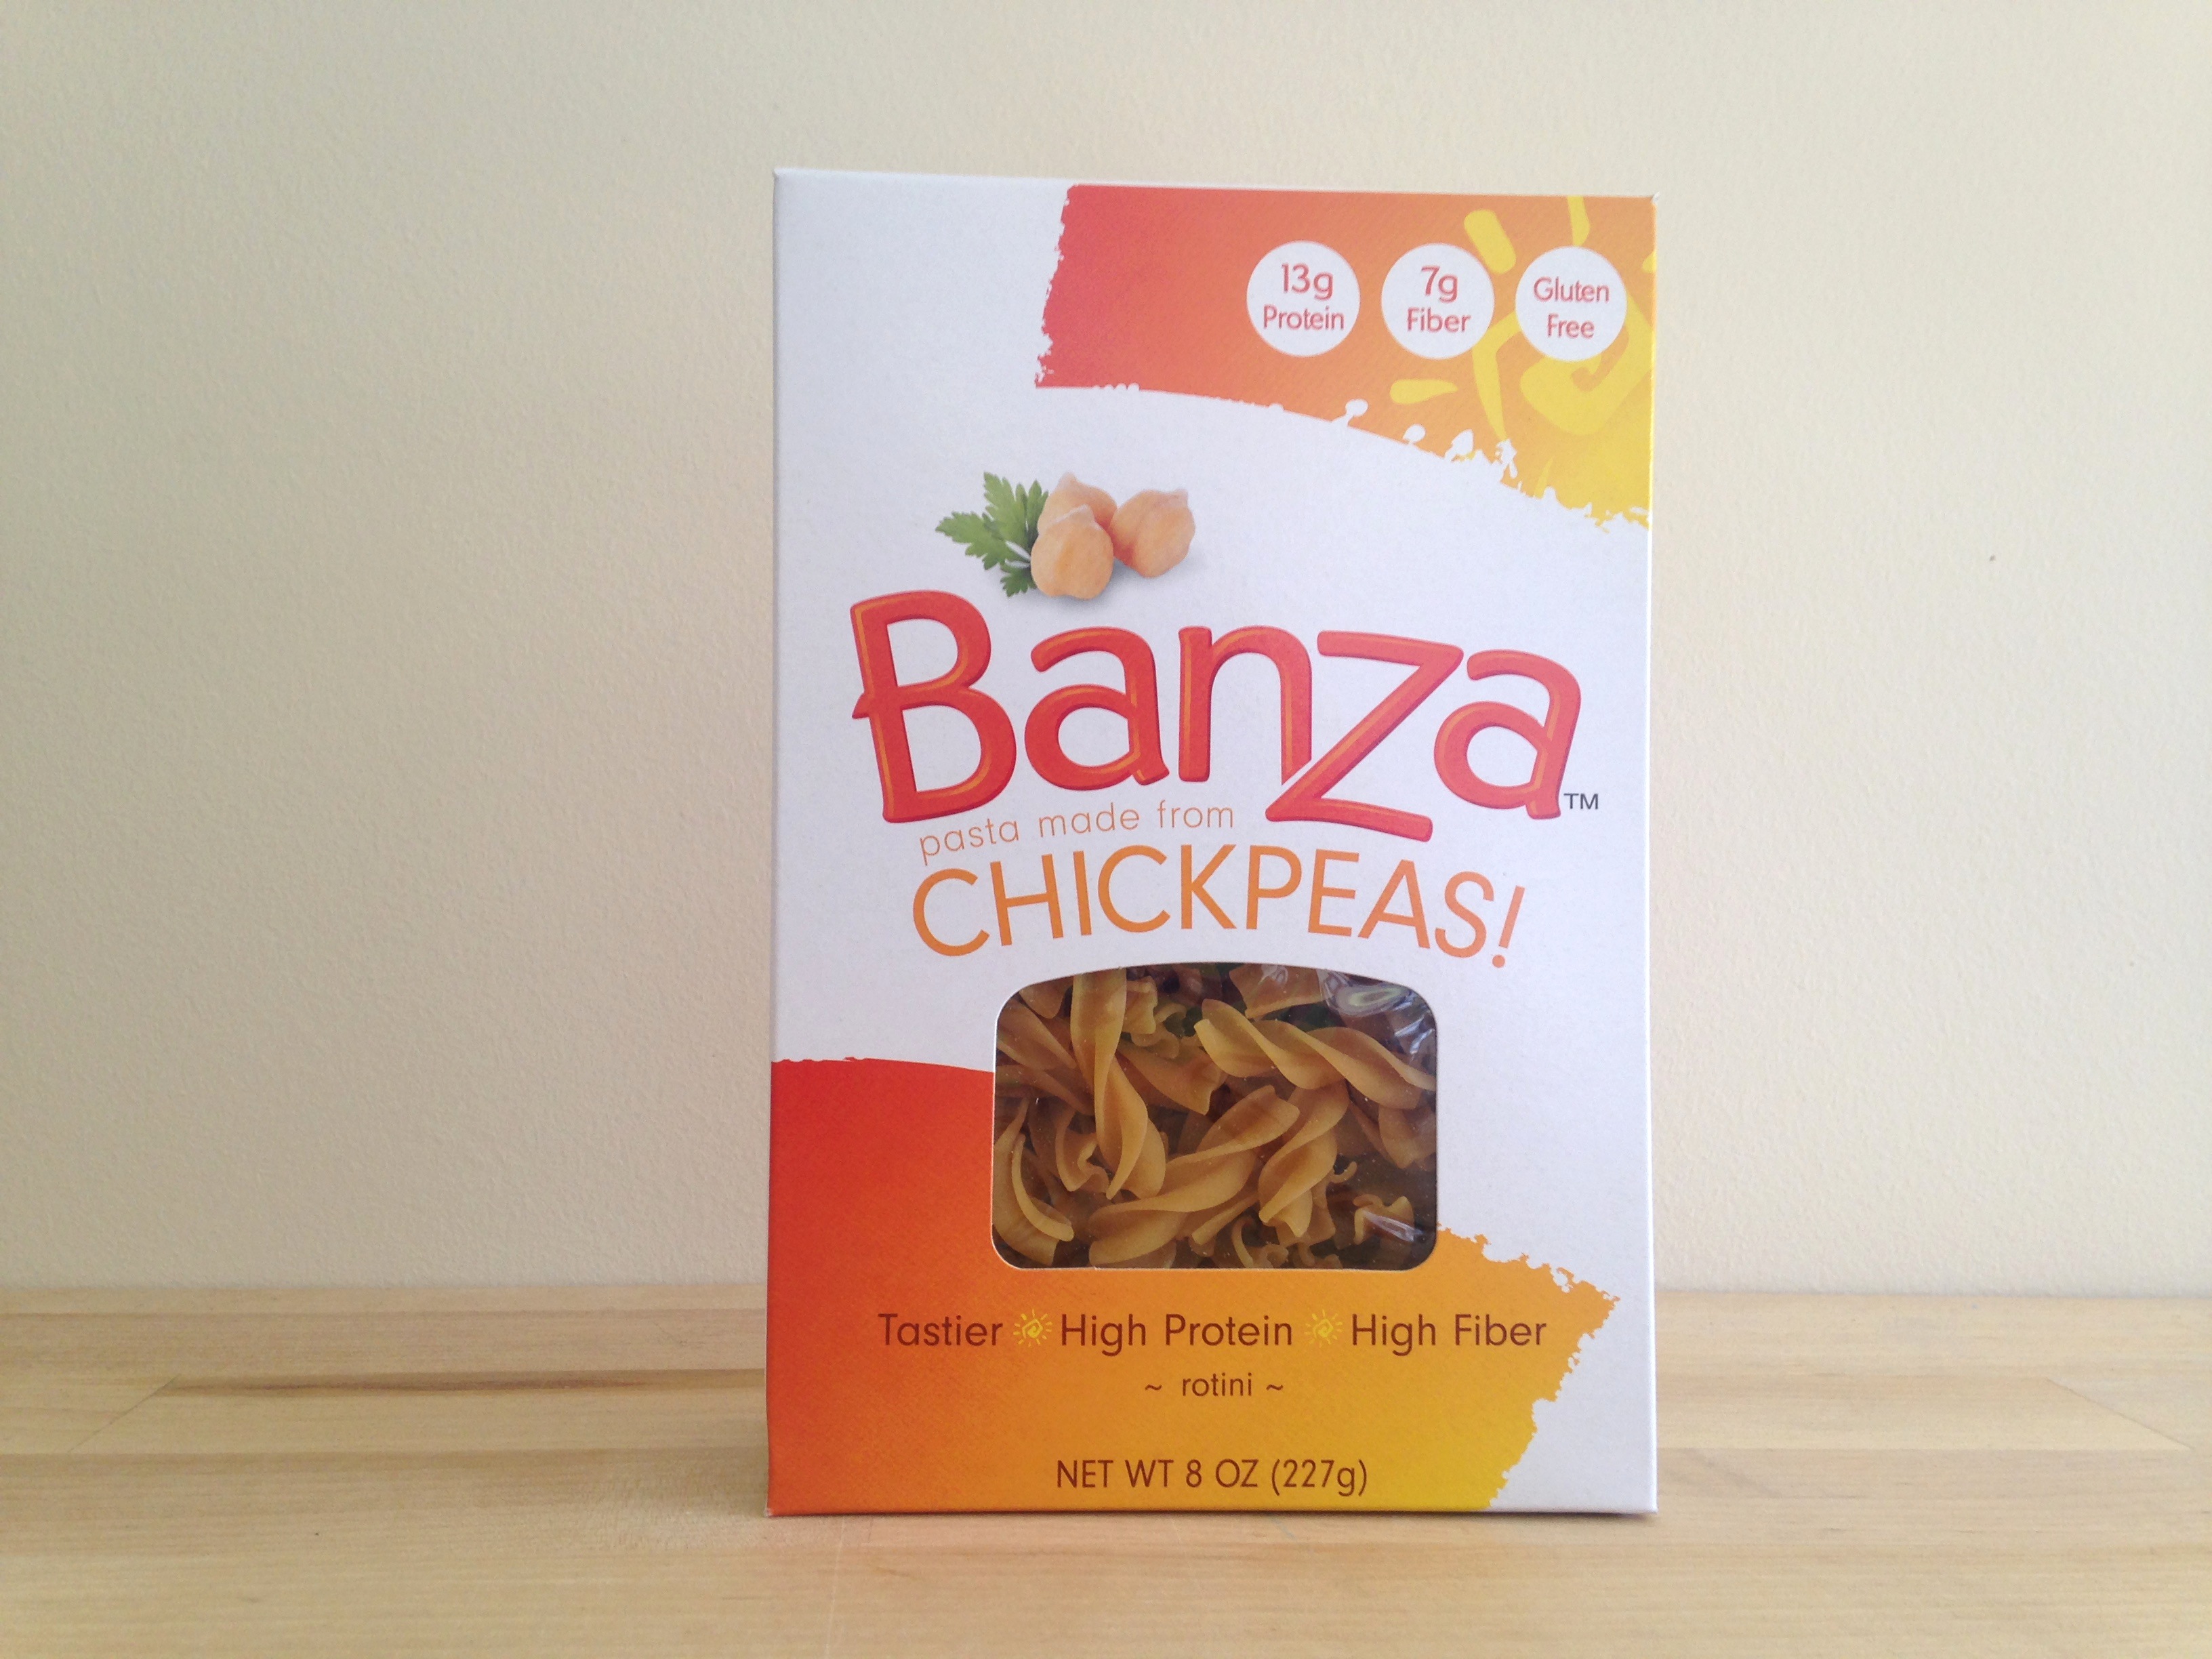 13g
Protein
7g
Fiber
Gluten
Free
Banza™
pasta made from
CHICKPEAS!
Tastier High Protein High Fiber
~ rotini ~
NET WT 8 OZ (227g)